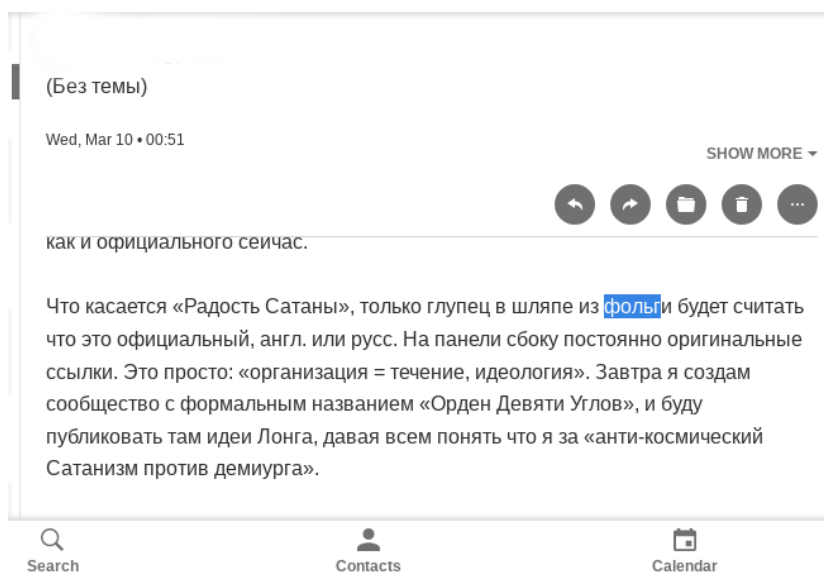 (Без темы)
Wed, Mar 10 • 00:51
SHOW MORE
как и официального сейчас.
Что касается «Радость Сатаны», только глупец в шляпе из фольги будет считать
что это официальный, англ. или русс. На панели сбоку постоянно оригинальные
ссылки. Это просто: «организация = течение, идеология». Завтра я создам
сообщество с формальным названием «Орден Девяти Углов», и буду
публиковать там идеи Лонга, давая всем понять что я за «анти-космический
Сатанизм против демиурга».
Search
Contacts
Calendar